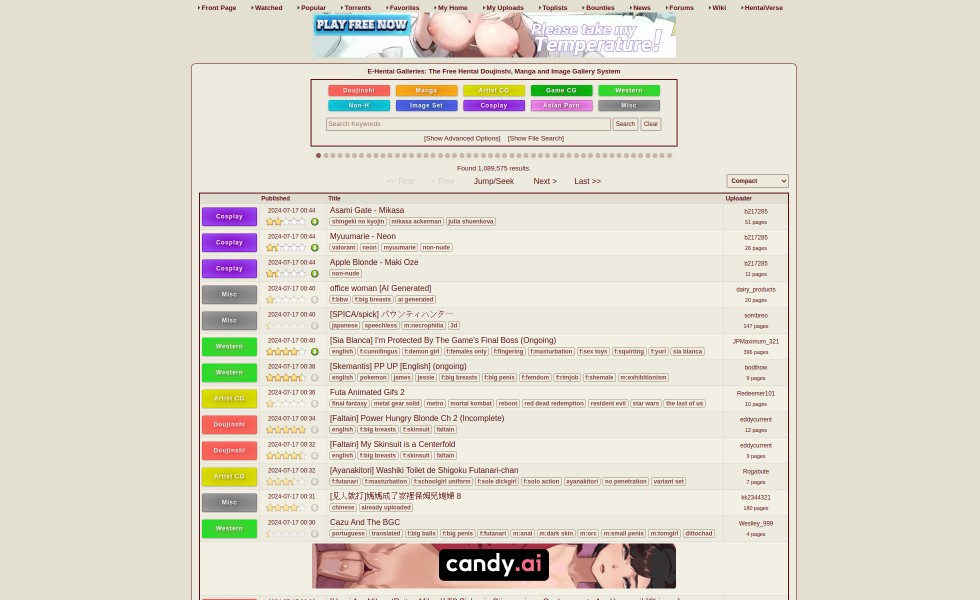 Front Page Watched Popular Torrents Favorites My Home My Uploads Toplists Bounties News Forums Wiki HentaiVerse
PLAY FREE NOW
Please take my
Temperature!
E-Hentai Galleries: The Free Hentai Doujinshi, Manga and Image Gallery System
Doujinshi Manga Artist CG Game CG Western
Non-H Image Set Cosplay Asian Porn Misc
Search Keywords Search Clear
[Show Advanced Options] [Show File Search]
Found 1,089,575 results.
<< First < Prev Jump/Seek Next > Last >> Compact
Published Title Uploader
Cosplay 2024-07-17 00:44 Asami Gate - Mikasa b217285
shingeki no kyojin mikasa ackerman julia shuenkova 51 pages
Cosplay 2024-07-17 00:44 Myuumarie - Neon b217285
valorant neon myuumarie non-nude 26 pages
Cosplay 2024-07-17 00:44 Apple Blonde - Maki Oze b217285
non-nude 11 pages
Misc 2024-07-17 00:40 office woman [AI Generated] dairy_products
f:bbw f:big breasts ai generated 20 pages
Misc 2024-07-17 00:40 [SPICA/spick] バウンティハンター sombreo
japanese speechless m:necrophilia 3d 147 pages
Western 2024-07-17 00:40 [Sia Blanca] I'm Protected By The Game's Final Boss (Ongoing) JPMaximum_321
english f:cunnilingus f:demon girl f:females only f:fingering f:masturbation f:sex toys f:squirting f:yuri sia blanca 396 pages
Western 2024-07-17 00:38 [Skemantis] PP UP [English] (ongoing) bodhow
english pokemon james jessie f:big breasts f:big penis f:femdom f:rimjob f:shemale m:exhibitionism 9 pages
Artist CG 2024-07-17 00:36 Futa Animated Gifs 2 Redeemer101
final fantasy metal gear solid metro mortal kombat reboot red dead redemption resident evil star wars the last of us 10 pages
Doujinshi 2024-07-17 00:34 [Faltain] Power Hungry Blonde Ch 2 (Incomplete) eddycurrent
english f:big breasts f:skinsuit faltain 12 pages
Doujinshi 2024-07-17 00:32 [Faltain] My Skinsuit is a Centerfold eddycurrent
english f:big breasts f:skinsuit faltain 9 pages
Artist CG 2024-07-17 00:32 [Ayanakitori] Washiki Toilet de Shigoku Futanari-chan Rogabute
f:futanari f:masturbation f:schoolgirl uniform f:sole dickgirl f:solo action ayanakitori no penetration variant set 7 pages
Misc 2024-07-17 00:31 kk2344321
chinese already uploaded 180 pages
Western 2024-07-17 00:30 Cazu And The BGC Weslley_999
portuguese translated f:big balls f:big penis f:futanari m:anal m:dark skin m:orc m:small penis m:tomgirl dittochad 4 pages
candy.ai